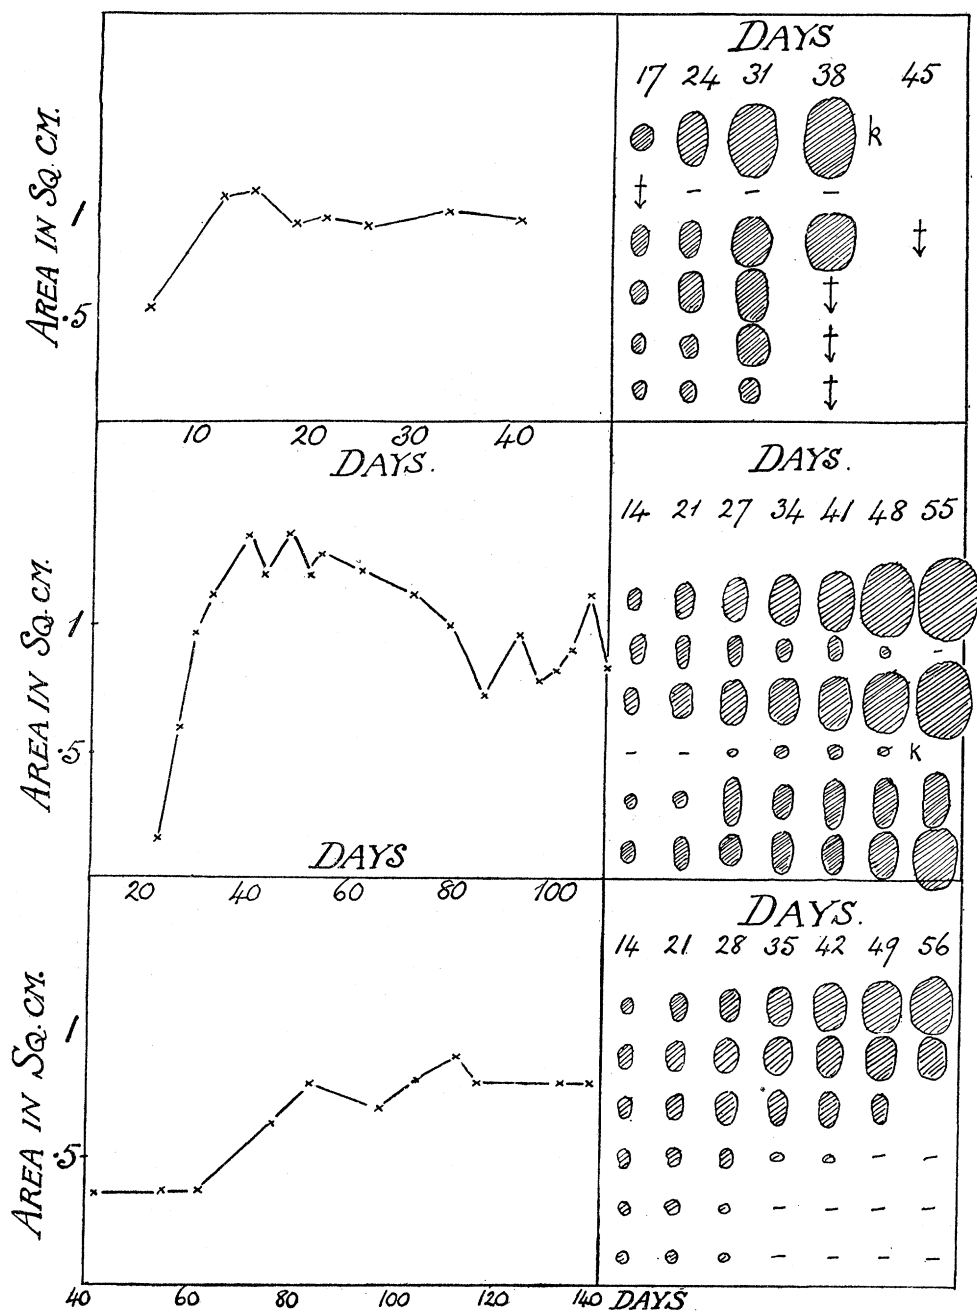 AREA IN SQ. CM.
1
.5
10 20 30 40
DAYS.
DAYS
17 24 31 38 45
k
AREA IN SQ. CM.
1
.5
DAYS
20 40 60 80 100
DAYS.
14 21 27 34 41 48 55
k
AREA IN SQ. CM.
1
.5
40 60 80 100 120 140 DAYS
DAYS.
14 21 28 35 42 49 56